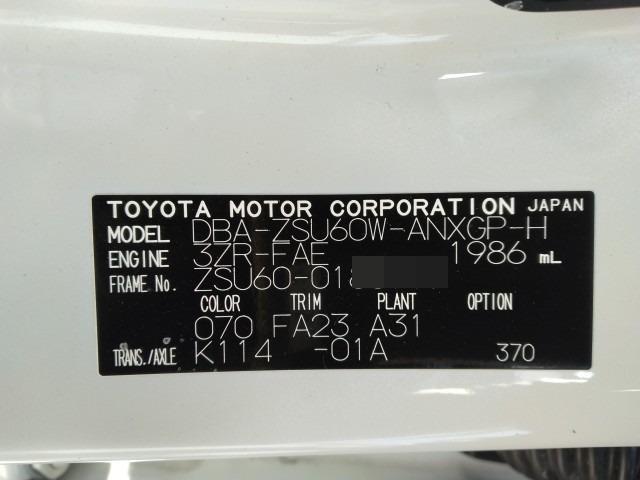 TOYOTA MOTOR CORPORATION JAPAN
MODEL DBA-ZSU60W-ANXGP-H
ENGINE 3ZR-FAE 1986 mL
FRAME No. ZSU60-018
COLOR TRIM PLANT OPTION
070 FA23 A31
TRANS./AXLE K114 -01A 370